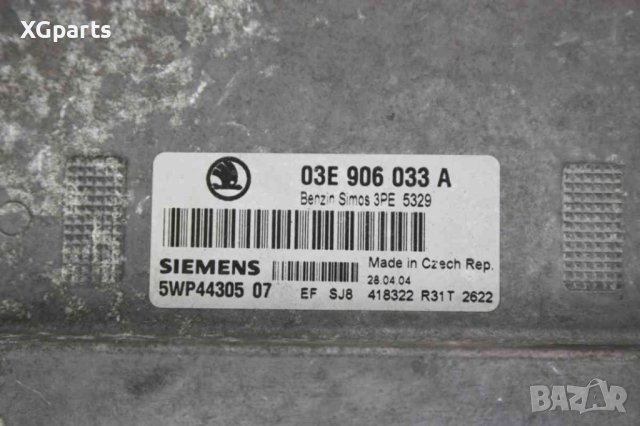 XGparts
03E 906 033 A
Benzin Simos 3PE 5329
SIEMENS
Made in Czech Rep.
28.04.04
5WP44305 07
EF SJ8 418322 R31T 2622
BAZAR